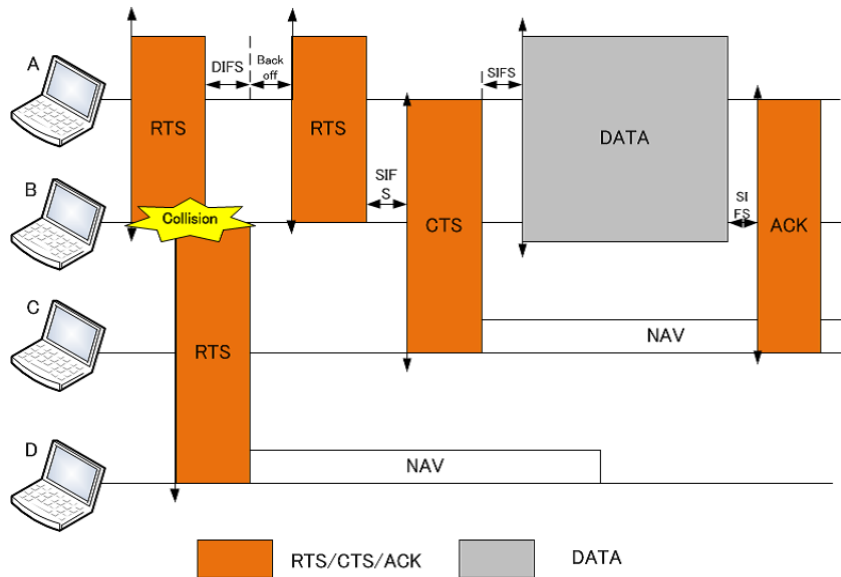 A
DIFS
Back
off
SIFS
RTS
RTS
DATA
B
SIF
S
SI
FS
Collision
CTS
ACK
C
NAV
RTS
D
NAV
RTS/CTS/ACK
DATA